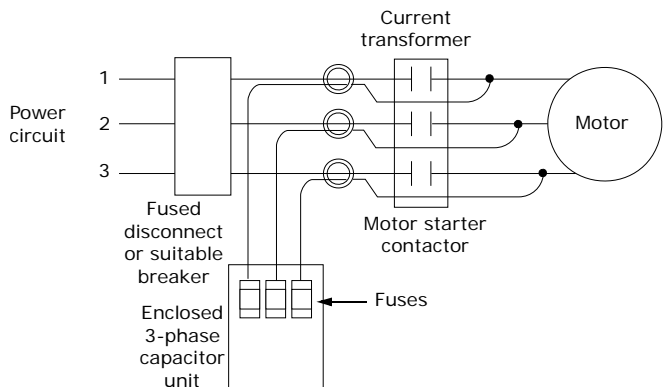 Current
transformer
1
Power
circuit
2
3
Motor
Fused
disconnect
or suitable
breaker
Motor starter
contactor
Fuses
Enclosed
3-phase
capacitor
unit